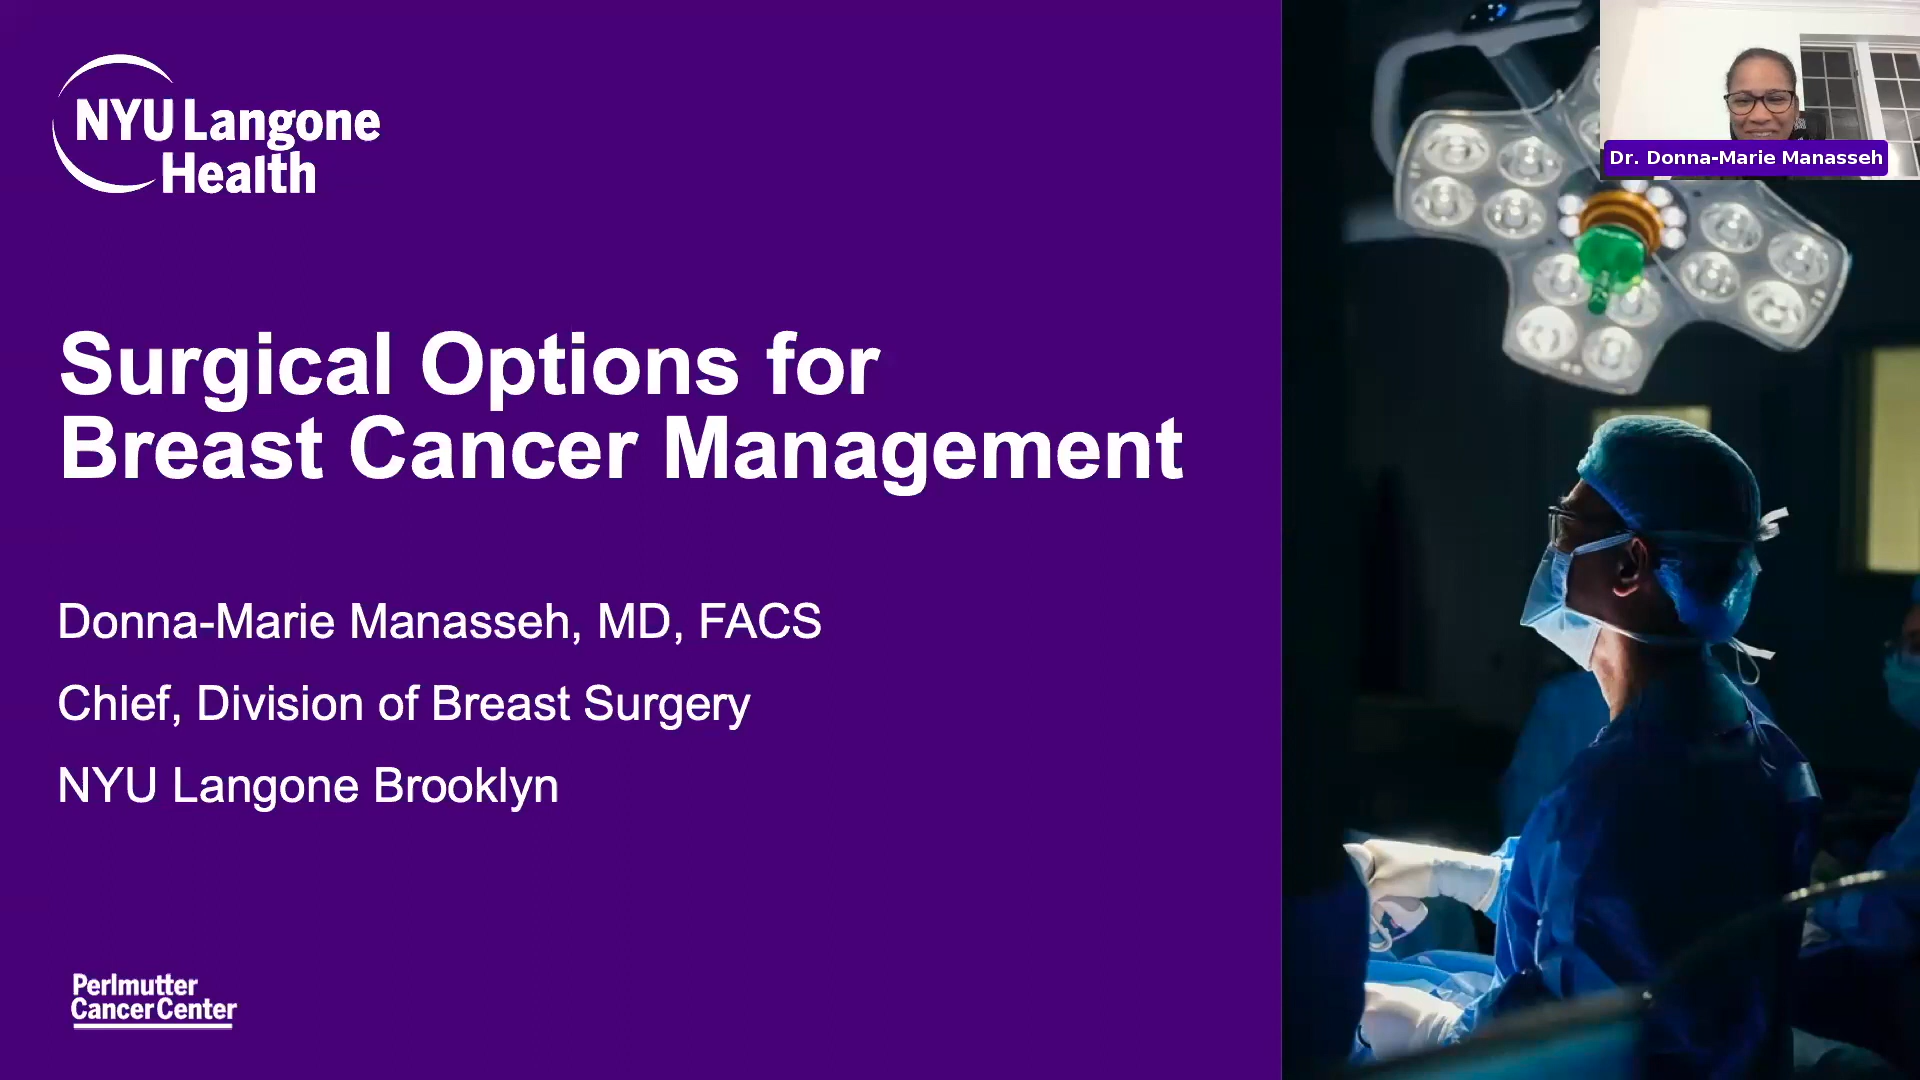 NYU Langone
Health
Dr. Donna-Marie Manasseh
Surgical Options for
Breast Cancer Management
Donna-Marie Manasseh, MD, FACS
Chief, Division of Breast Surgery
NYU Langone Brooklyn
Perlmutter
Cancer Center